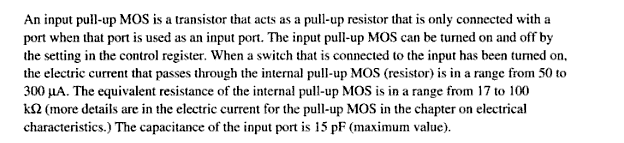 An input pull-up MOS is a transistor that acts as a pull-up resistor that is only connected with a
port when that port is used as an input port. The input pull-up MOS can be turned on and off by
the setting in the control register. When a switch that is connected to the input has been turned on,
the electric current that passes through the internal pull-up MOS (resistor) is in a range from 50 to
300 μA. The equivalent resistance of the internal pull-up MOS is in a range from 17 to 100
kΩ (more details are in the electric current for the pull-up MOS in the chapter on electrical
characteristics.) The capacitance of the input port is 15 pF (maximum value).